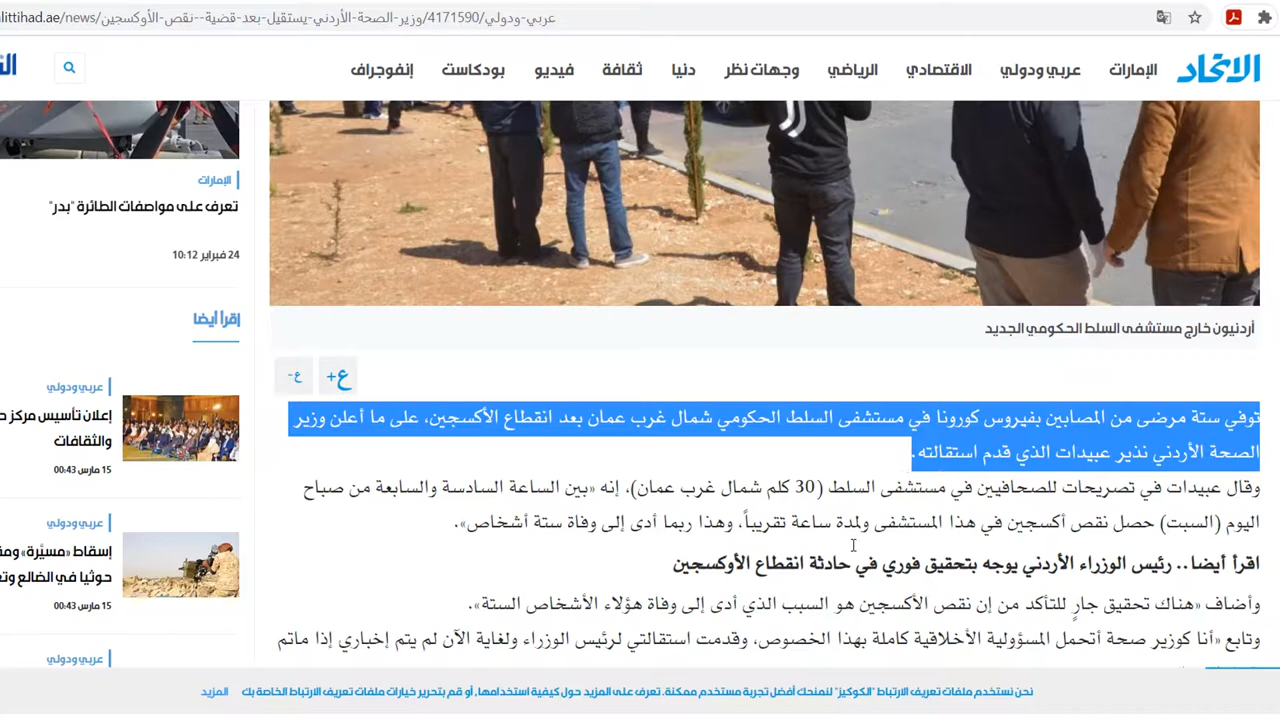 alittihad.ae/news/عربي-ودولي/4171590/وزير-الصحة-الأردني-يستقيل-بعد-قضية--نقص-الأوكسجين
الاتحاد
الإمارات
عربي ودولي
الاقتصادي
الرياضي
وجهات نظر
دنيا
ثقافة
فيديو
بودكاست
إنفوجراف
أردنيون خارج مستشفى السلط الحكومي الجديد
ع+
ع-
توفي ستة مرضى من المصابين بفيروس كورونا في مستشفى السلط الحكومي شمال غرب عمان بعد انقطاع الأكسجين، على ما أعلن وزير
الصحة الأردني نذير عبيدات الذي قدم استقالته.
وقال عبيدات في تصريحات للصحافيين في مستشفى السلط (30 كلم شمال غرب عمان)، إنه «بين الساعة السادسة والسابعة من صباح
اليوم (السبت) حصل نقص أكسجين في هذا المستشفى ولمدة ساعة تقريباً، وهذا ربما أدى إلى وفاة ستة أشخاص».
اقرأ أيضا.. رئيس الوزراء الأردني يوجه بتحقيق فوري في حادثة انقطاع الأوكسجين
وأضاف «هناك تحقيق جارٍ للتأكد من إن نقص الأكسجين هو السبب الذي أدى إلى وفاة هؤلاء الأشخاص الستة».
وتابع «أنا كوزير صحة أتحمل المسؤولية الأخلاقية كاملة بهذا الخصوص، وقدمت استقالتي لرئيس الوزراء ولغاية الآن لم يتم إخباري إذا ماتم
الإمارات
تعرف على مواصفات الطائرة "بدر"
24 فبراير 10:12
إقرأ أيضا
عربي ودولي
إعلان تأسيس مركز
والثقافات
15 مارس 00:43
عربي ودولي
إسقاط «مسيَّرة»
حوثيا في الضالع
15 مارس 00:43
عربي ودولي
نحن نستخدم ملفات تعريف الارتباط "الكوكيز" لنمنحك أفضل تجربة مستخدم ممكنة. تعرف على المزيد حول كيفية استخدامها, أو قم بتحرير خيارات ملفات تعريف الارتباط الخاصة بك المزيد